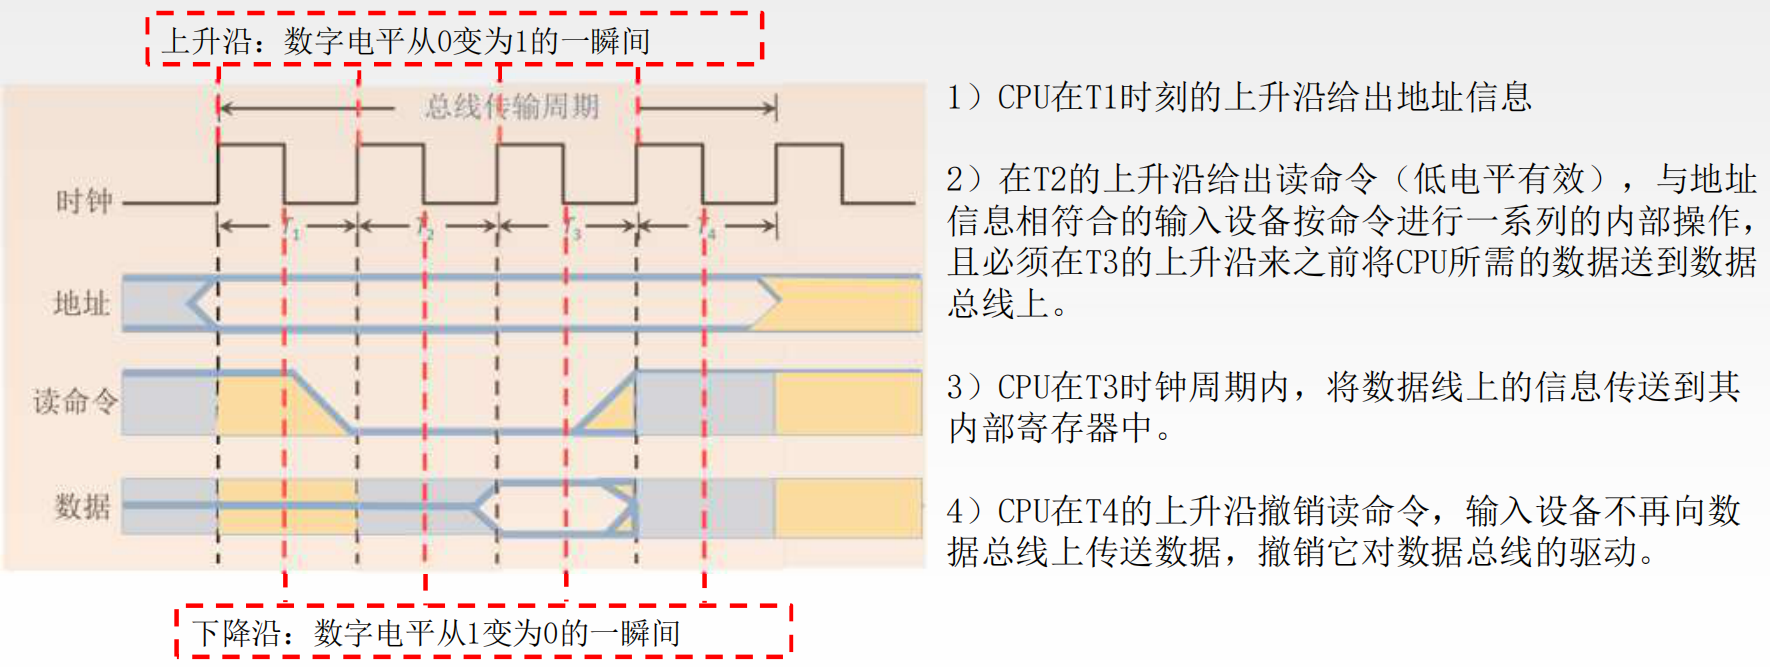 上升沿：数字电平从0变为1的一瞬间
总线传输周期
时钟
T1 T2 T3 T4
地址
读命令
数据
下降沿：数字电平从1变为0的一瞬间
1）CPU在T1时刻的上升沿给出地址信息
2）在T2的上升沿给出读命令（低电平有效），与地址
信息相符合的输入设备按命令进行一系列的内部操作，
且必须在T3的上升沿来之前将CPU所需的数据送到数据
总线上。
3）CPU在T3时钟周期内，将数据线上的信息传送到其
内部寄存器中。
4）CPU在T4的上升沿撤销读命令，输入设备不再向数
据总线上传送数据，撤销它对数据总线的驱动。